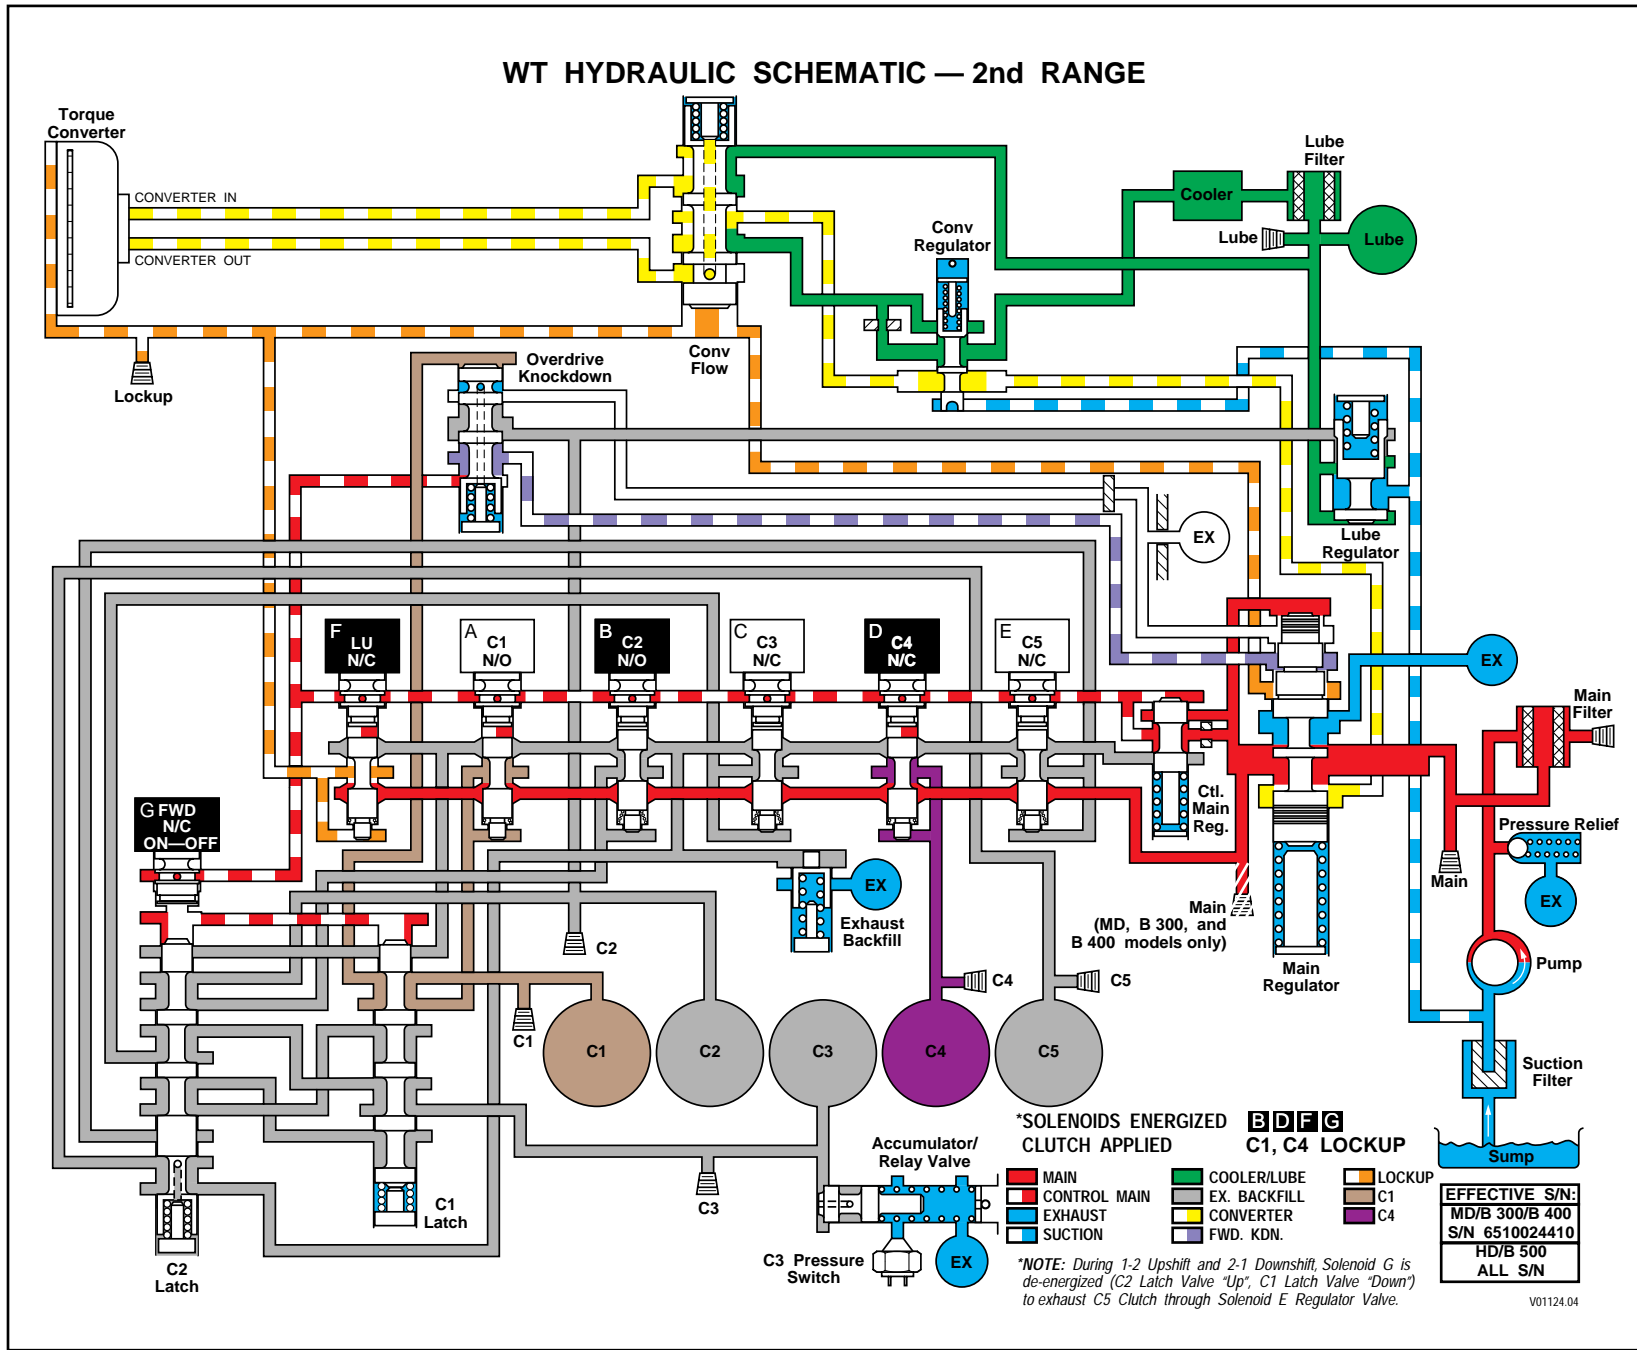 WT HYDRAULIC SCHEMATIC — 2nd RANGE
Torque
Converter
CONVERTER IN
CONVERTER OUT
Lockup
Conv
Flow
Overdrive
Knockdown
Conv
Regulator
Cooler
Lube
Filter
Lube
Lube
Lube
Regulator
EX
EX
F
LU
N/C
A
C1
N/O
B
C2
N/O
C
C3
N/C
D
C4
N/C
E
C5
N/C
G FWD
N/C
ON—OFF
Ctl.
Main
Reg.
Main
Filter
Pressure Relief
EX
Main
Main
(MD, B 300, and
B 400 models only)
Main
Regulator
Pump
Suction
Filter
Sump
EX
Exhaust
Backfill
C2
C4
C5
C1
C1
C2
C3
C4
C5
C1
Latch
C2
Latch
C3
Accumulator/
Relay Valve
C3 Pressure
Switch
EX
*SOLENOIDS ENERGIZED B D F G
CLUTCH APPLIED C1, C4 LOCKUP
MAIN
CONTROL MAIN
EXHAUST
SUCTION
COOLER/LUBE
EX. BACKFILL
CONVERTER
FWD. KDN.
LOCKUP
C1
C4
*NOTE: During 1-2 Upshift and 2-1 Downshift, Solenoid G is
de-energized (C2 Latch Valve "Up", C1 Latch Valve "Down")
to exhaust C5 Clutch through Solenoid E Regulator Valve.
EFFECTIVE S/N:
MD/B 300/B 400
S/N 6510024410
HD/B 500
ALL S/N
V01124.04